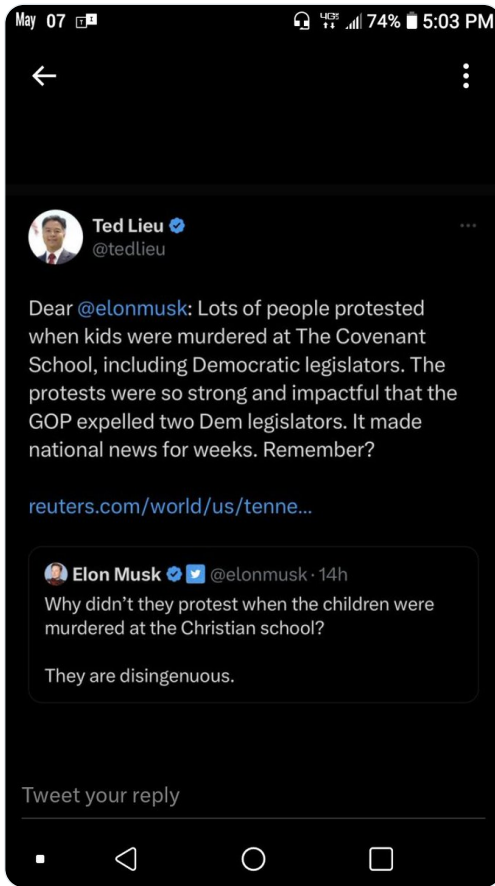 May 07
74% 5:03 PM
Ted Lieu
@tedlieu
Dear @elonmusk: Lots of people protested
when kids were murdered at The Covenant
School, including Democratic legislators. The
protests were so strong and impactful that the
GOP expelled two Dem legislators. It made
national news for weeks. Remember?
reuters.com/world/us/tenne...
Elon Musk @elonmusk · 14h
Why didn't they protest when the children were
murdered at the Christian school?
They are disingenuous.
Tweet your reply